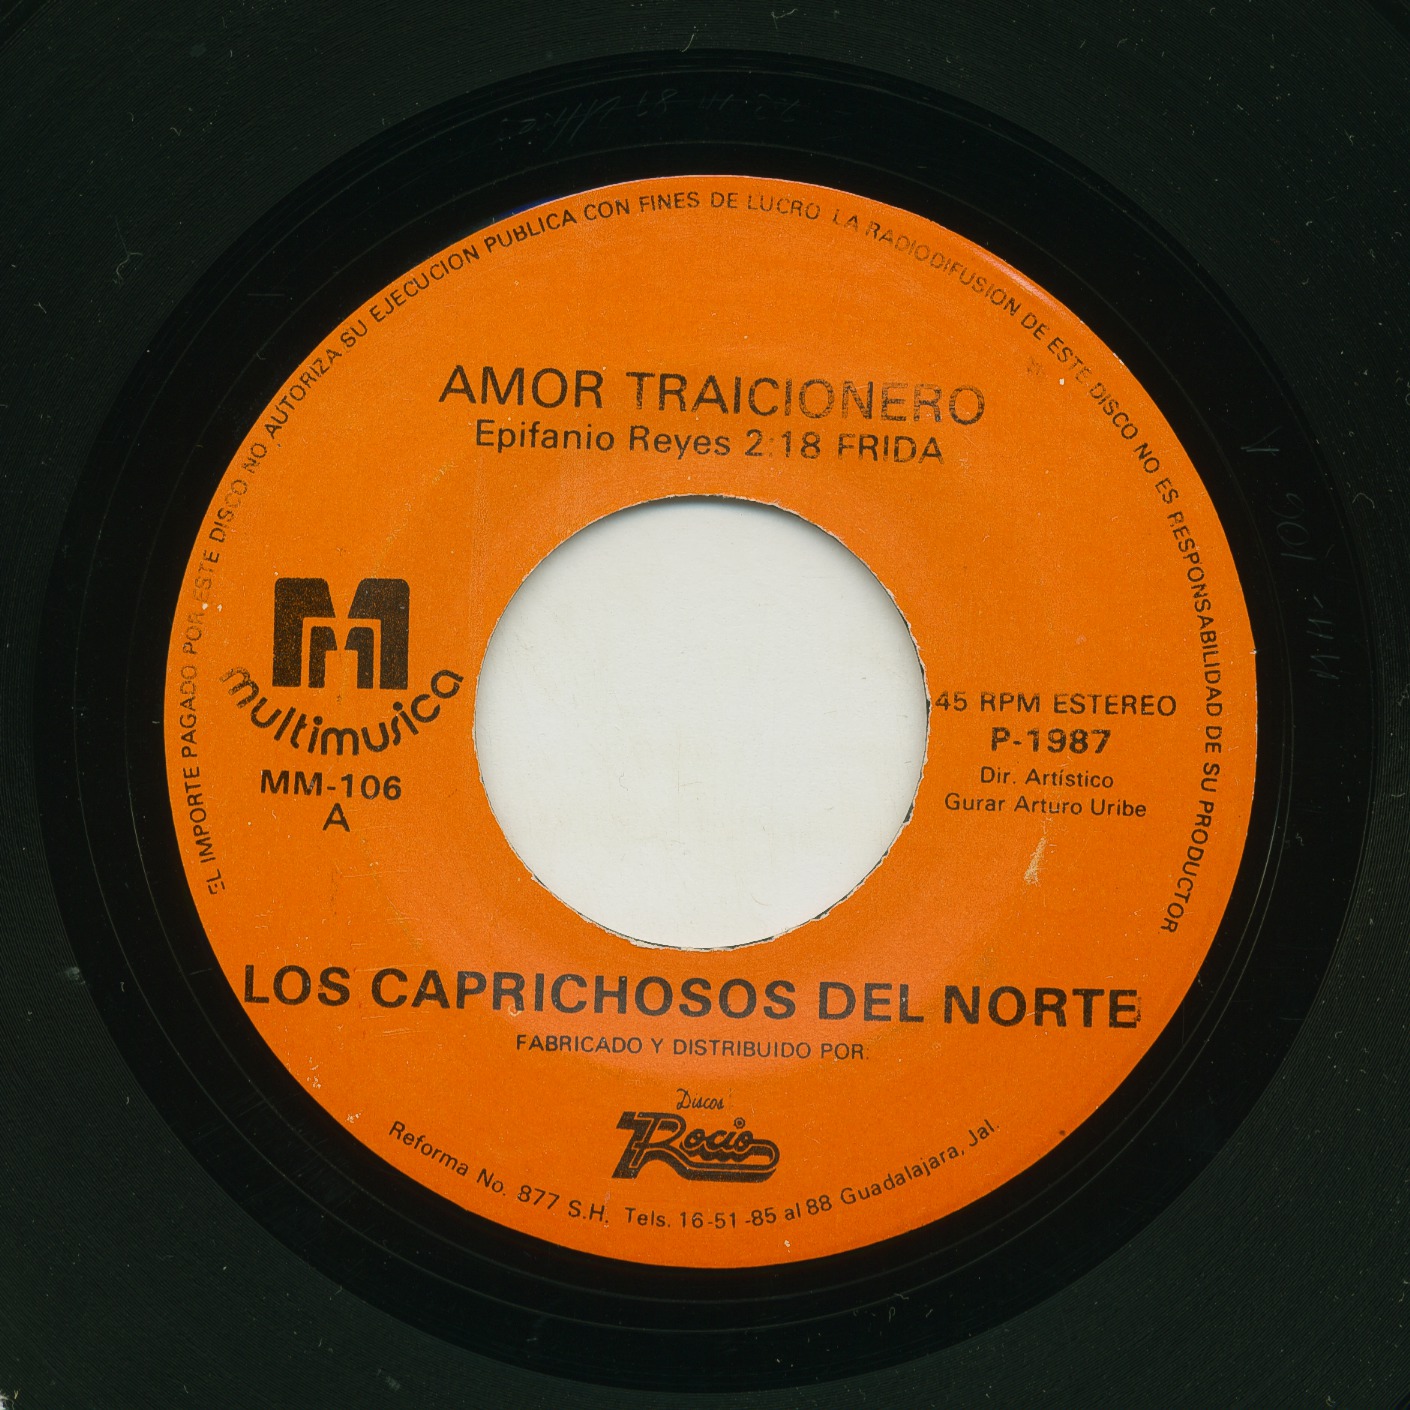 EL IMPORTE PAGADO POR ESTE DISCO NO AUTORIZA SU EJECUCION PUBLICA CON FINES DE LUCRO LA RADIODIFUSION DE ESTE DISCO NO ES RESPONSABILIDAD DE SU PRODUCTOR
AMOR TRAICIONERO
Epifanio Reyes 2:18 FRIDA
multimusica
MM-106
A
45 RPM ESTEREO
P-1987
Dir. Artístico
Gurar Arturo Uribe
LOS CAPRICHOSOS DEL NORTE
FABRICADO Y DISTRIBUIDO POR:
Discos
Rocio
Reforma No. 877 S.H. Tels. 16-51-85 al 88 Guadalajara, Jal.